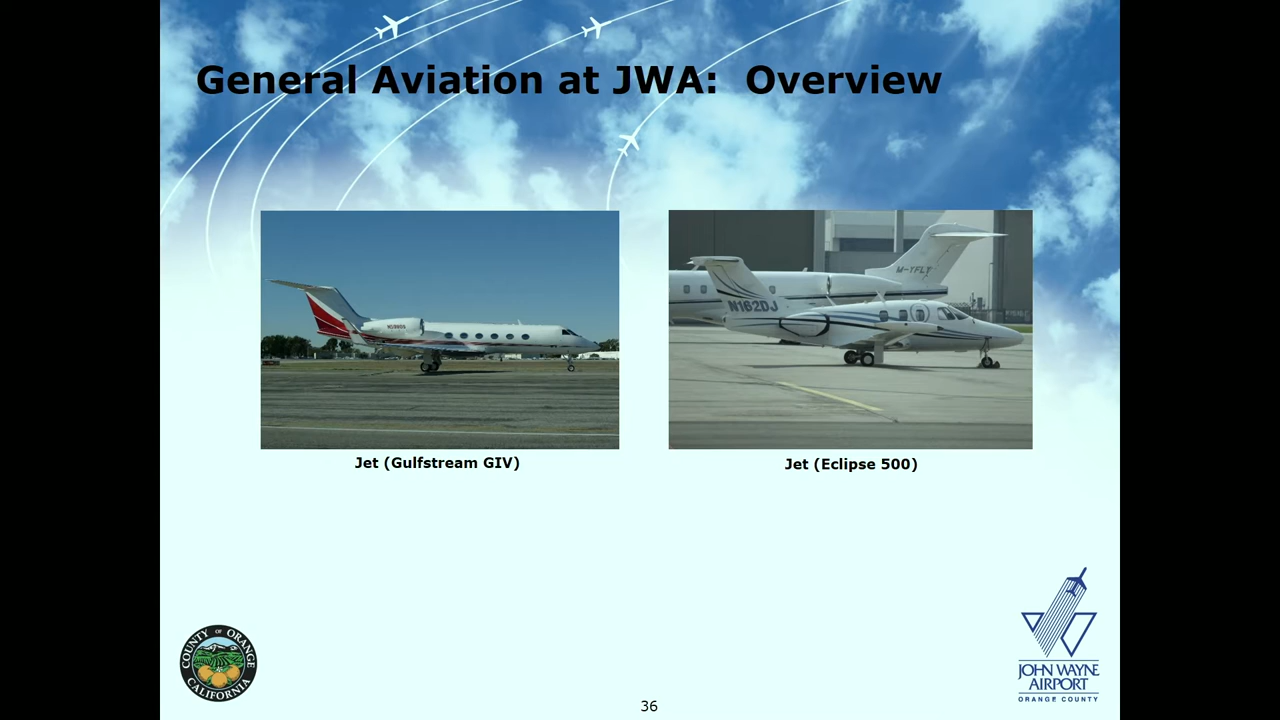 General Aviation at JWA:  Overview
M-YFLY
N162DJ
Jet (Gulfstream GIV)
Jet (Eclipse 500)
COUNTY OF ORANGE
CALIFORNIA
JOHN WAYNE
AIRPORT
ORANGE COUNTY
36